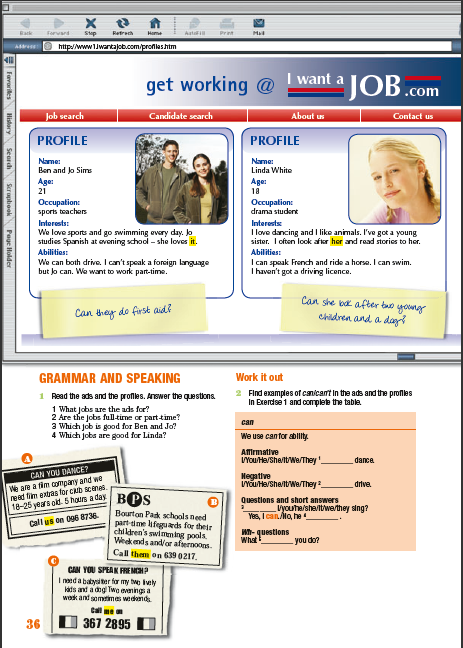 Back Forward Stop Refresh Home AutoFill Print Mail
Address: http://www1.iwantajob.com/profiles.htm
Favorites
History
Search
Scrapbook
Page Holder
get working @ I want a JOB.com
Job search Candidate search About us Contact us
PROFILE
Name:
Ben and Jo Sims
Age:
21
Occupation:
sports teachers
Interests:
We love sports and go swimming every day. Jo
studies Spanish at evening school – she loves it.
Abilities:
We can both drive. I can't speak a foreign language
but Jo can. We want to work part-time.
Can they do first aid?
PROFILE
Name:
Linda White
Age:
18
Occupation:
drama student
Interests:
I love dancing and I like animals. I've got a young
sister. I often look after her and read stories to her.
Abilities:
I can speak French and ride a horse. I can swim.
I haven't got a driving licence.
Can she look after two young
children and a dog?
GRAMMAR AND SPEAKING
1 Read the ads and the profiles. Answer the questions.
1 What jobs are the ads for?
2 Are the jobs full-time or part-time?
3 Which job is good for Ben and Jo?
4 Which jobs are good for Linda?
A
CAN YOU DANCE?
We are a film company and we
need film extras for club scenes.
18–25 years old. 5 hours a day.
Call us on 096 8736.
B
BPS
Bourton Park schools need
part-time lifeguards for their
children's swimming pools.
Weekends and/or afternoons.
Call them on 639 0217.
C
CAN YOU SPEAK FRENCH?
I need a babysitter for my two lively
kids and a dog! Two evenings a
week and sometimes weekends.
Call me on
367 2895
36
Work it out
2 Find examples of can/can't in the ads and the profiles
in Exercise 1 and complete the table.
can
We use can for ability.
Affirmative
I/You/He/She/It/We/They 1________ dance.
Negative
I/You/He/She/It/We/They 2________ drive.
Questions and short answers
3________ I/you/he/she/it/we/they sing?
Yes, I can./No, he 4________ .
Wh- questions
What 5________ you do?